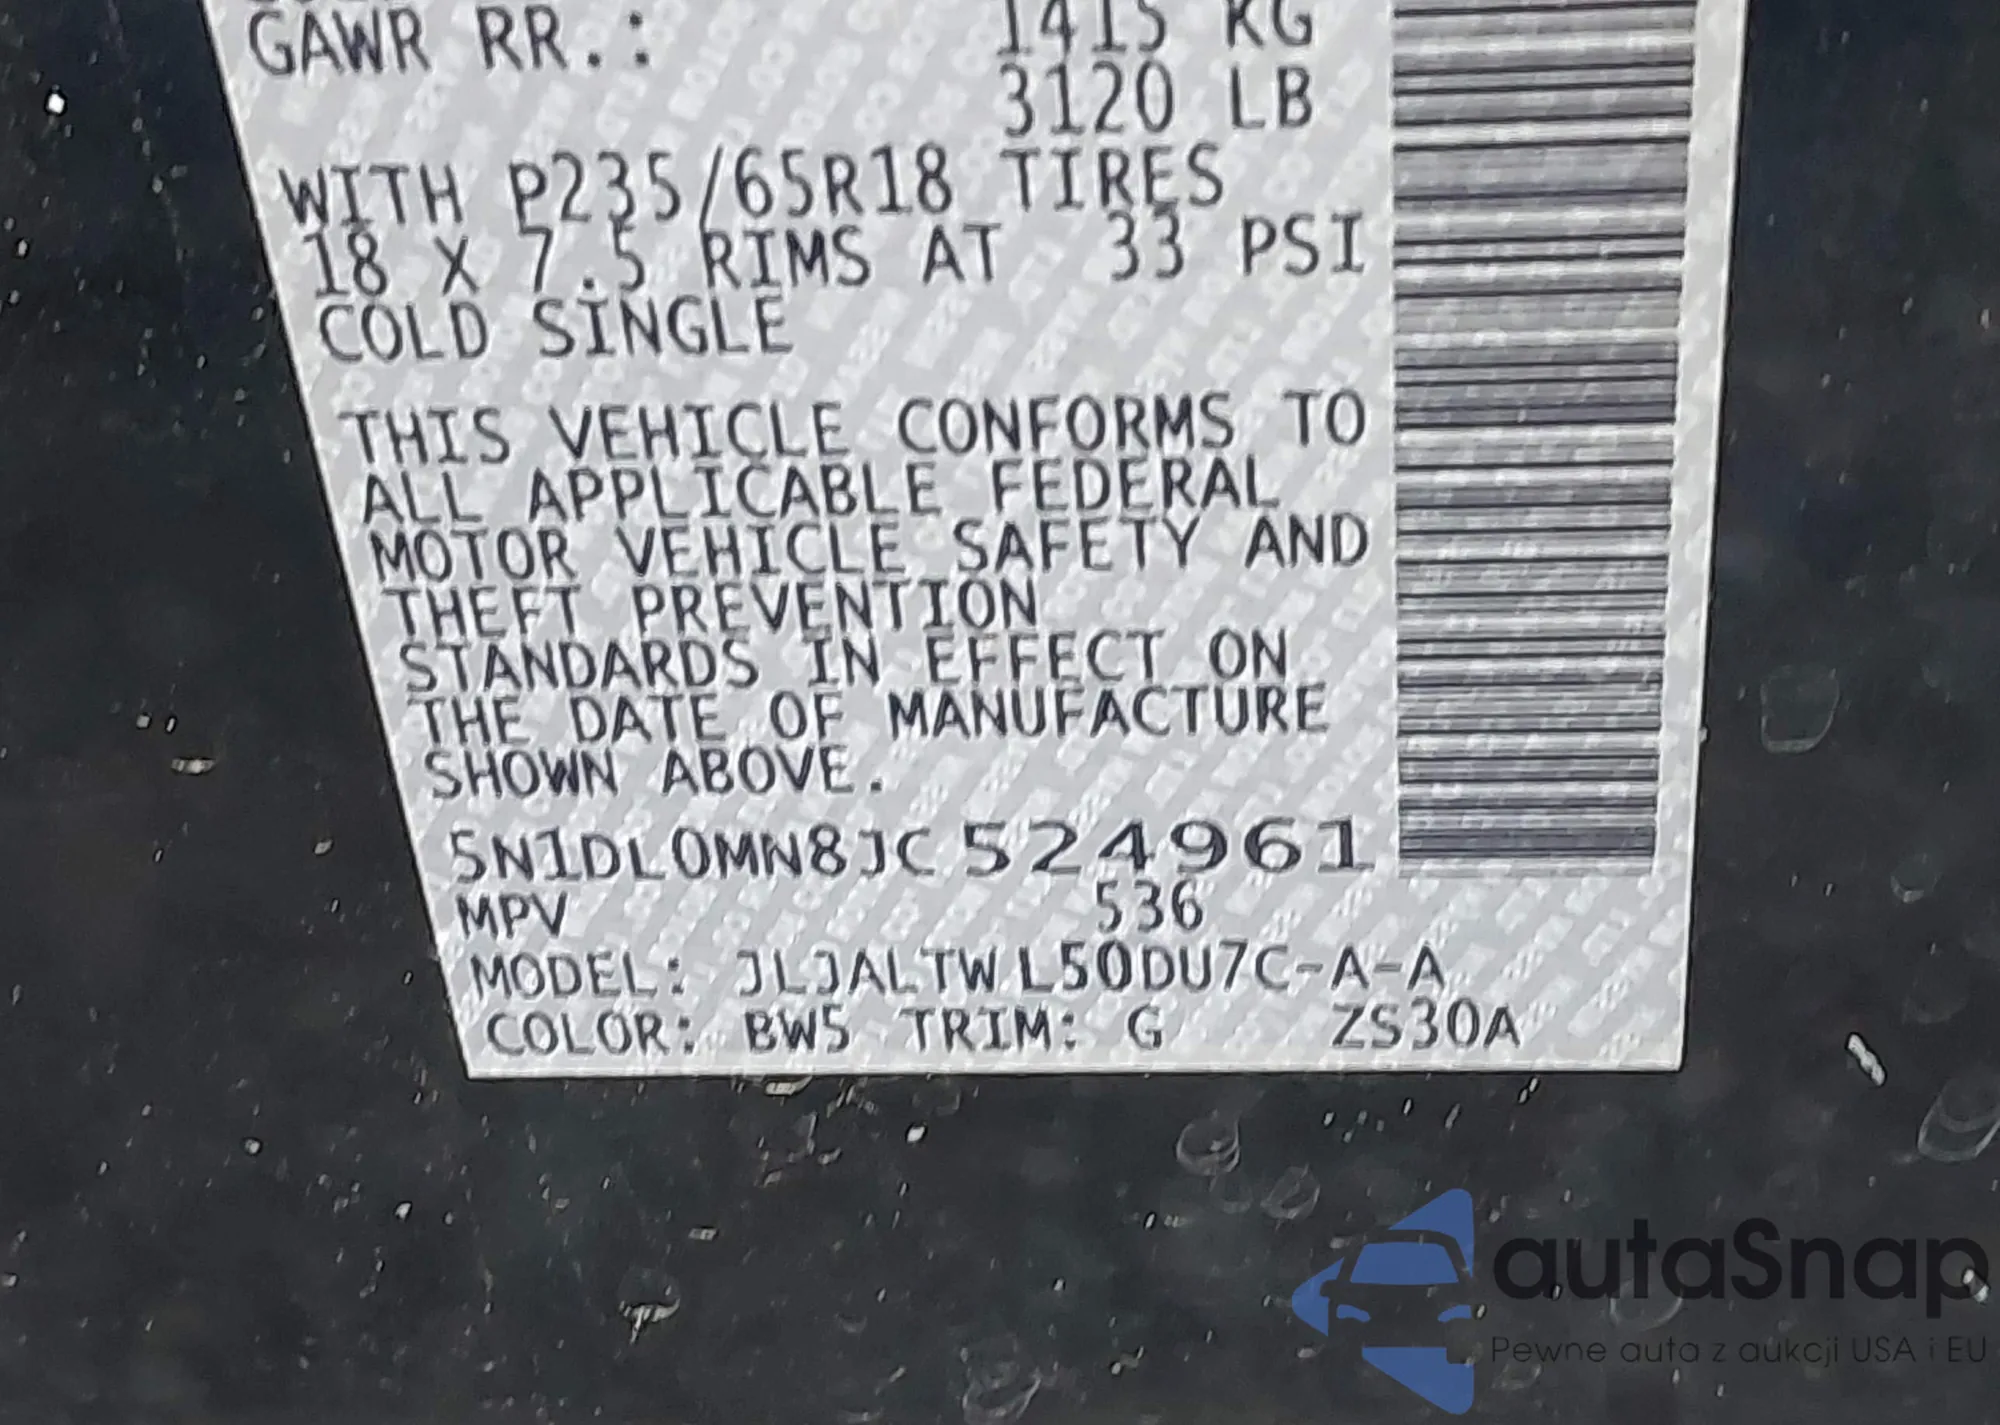 GAWR RR.: 1415 KG
3120 LB
WITH P235/65R18 TIRES
18 X 7.5 RIMS AT 33 PSI
COLD SINGLE
THIS VEHICLE CONFORMS TO
ALL APPLICABLE FEDERAL
MOTOR VEHICLE SAFETY AND
THEFT PREVENTION
STANDARDS IN EFFECT ON
THE DATE OF MANUFACTURE
SHOWN ABOVE.
5N1DL0MN8JC524961
MPV 536
MODEL: JLJALTWL50DU7C-A-A
COLOR: BW5 TRIM: G ZS30A
autaSnap
Pewne auta z aukcji USA i EU